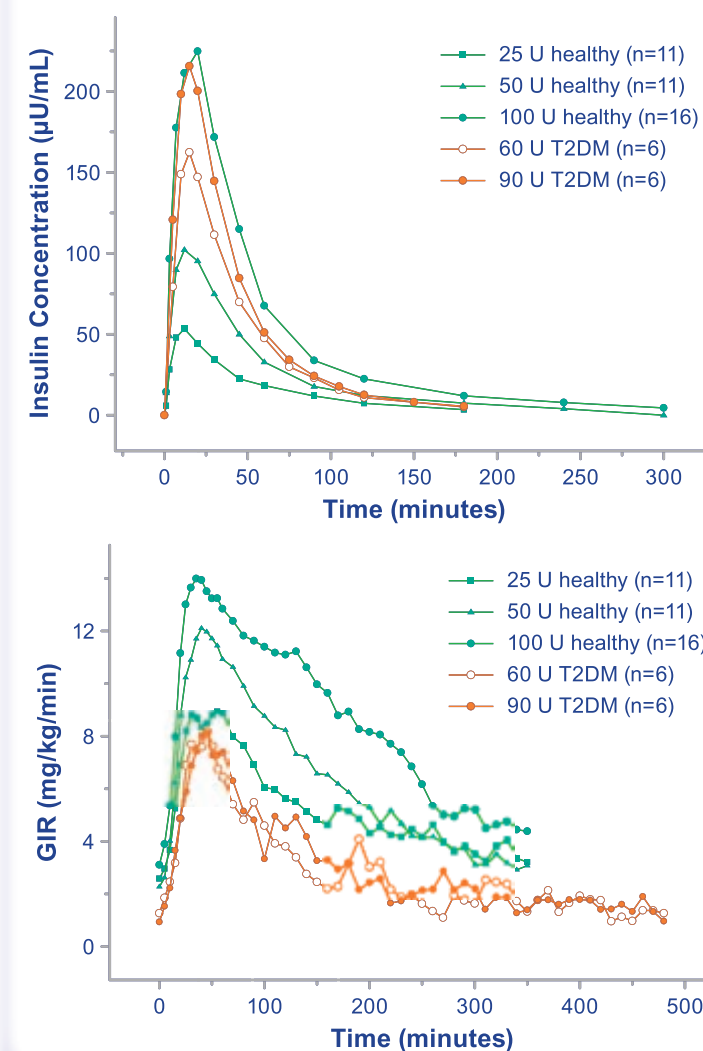 Insulin Concentration (µU/mL)
200
150
100
50
0
25 U healthy (n=11)
50 U healthy (n=11)
100 U healthy (n=16)
60 U T2DM (n=6)
90 U T2DM (n=6)
0 50 100 150 200 250 300
Time (minutes)
GIR (mg/kg/min)
12
8
4
0
25 U healthy (n=11)
50 U healthy (n=11)
100 U healthy (n=16)
60 U T2DM (n=6)
90 U T2DM (n=6)
0 100 200 300 400 500
Time (minutes)